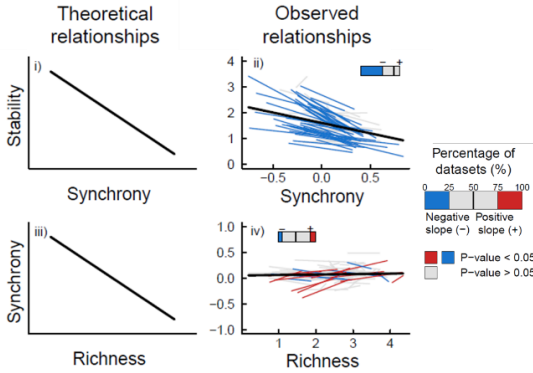 Theoretical relationships
Observed relationships
i)
Stability
Synchrony
ii)
− +
4
3
2
1
0
−0.5 0.0 0.5
Synchrony
iii)
Synchrony
Richness
iv)
− +
1.0
0.5
0.0
−0.5
−1.0
1 2 3 4
Richness
Percentage of
datasets (%)
0 25 50 75 100
Negative slope (−)
Positive slope (+)
P−value < 0.05
P−value > 0.05